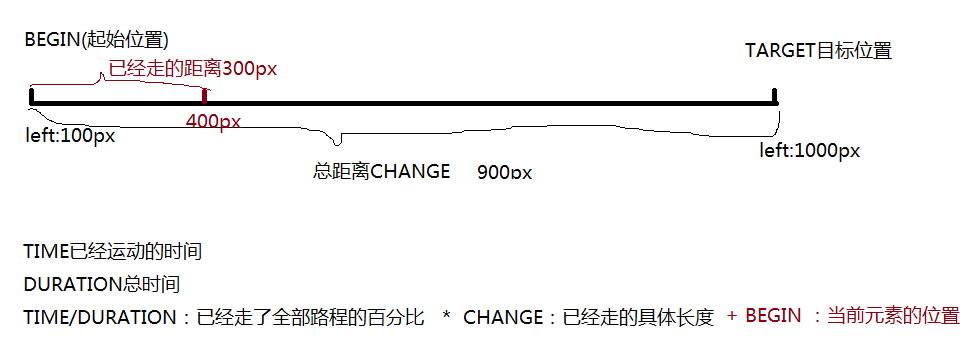 BEGIN(起始位置)
TARGET目标位置
已经走的距离300px
400px
left:100px
left:1000px
总距离CHANGE 900px
TIME已经运动的时间
DURATION总时间
TIME/DURATION：已经走了全部路程的百分比 * CHANGE：已经走的具体长度 + BEGIN ：当前元素的位置